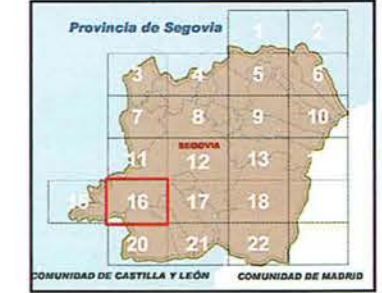 Provincia de Segovia
1 2
3 4 5 6
7 8 9 10
11 12 13
SEGOVIA
15 16 17 18
20 21 22
COMUNIDAD DE CASTILLA Y LEÓN COMUNIDAD DE MADRID